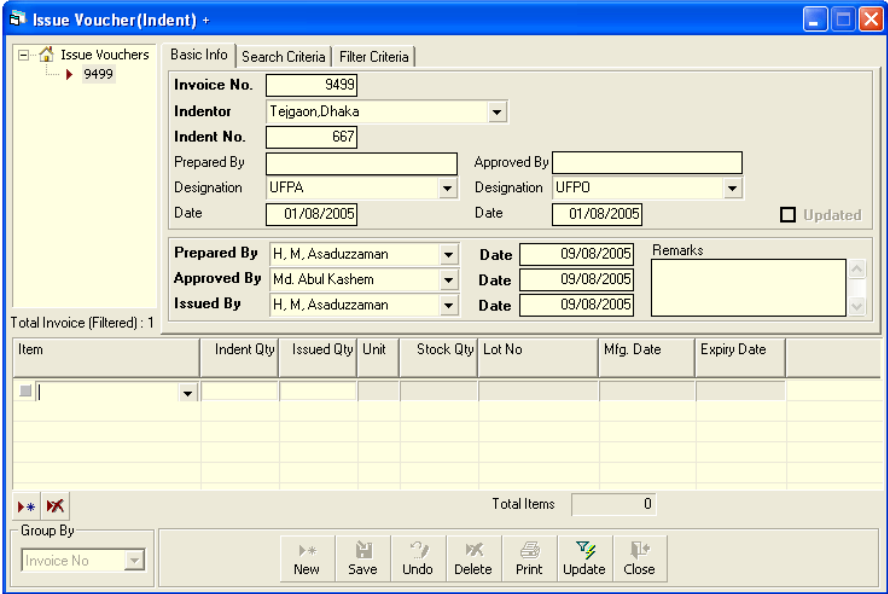 Issue Voucher(Indent) +
Issue Vouchers
9499
Total Invoice (Filtered) : 1
Basic Info Search Criteria Filter Criteria
Invoice No. 9499
Indentor Tejgaon,Dhaka
Indent No. 667
Prepared By Approved By
Designation UFPA Designation UFPO
Date 01/08/2005 Date 01/08/2005 Updated
Prepared By H, M, Asaduzzaman Date 09/08/2005 Remarks
Approved By Md. Abul Kashem Date 09/08/2005
Issued By H, M, Asaduzzaman Date 09/08/2005
Item Indent Qty Issued Qty Unit Stock Qty Lot No Mfg. Date Expiry Date
Total Items 0
Group By
Invoice No
New Save Undo Delete Print Update Close